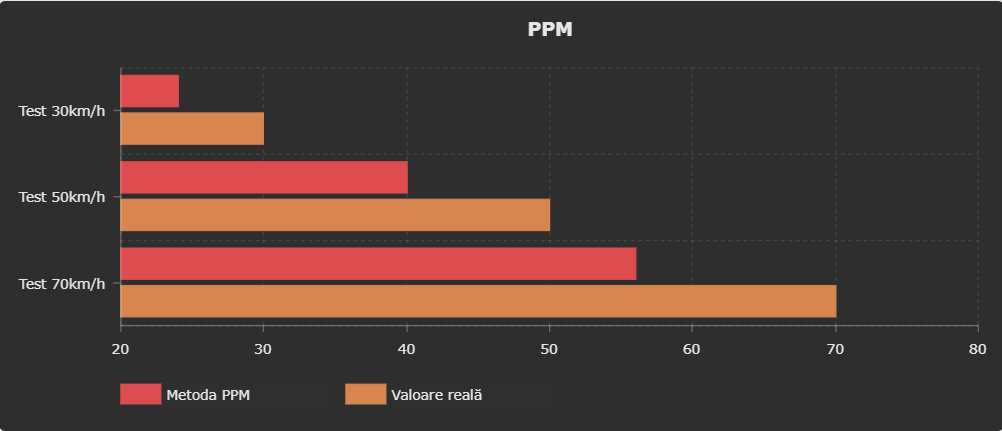 PPM
Test 30km/h
Test 50km/h
Test 70km/h
20 30 40 50 60 70 80
Metoda PPM Valoare reală